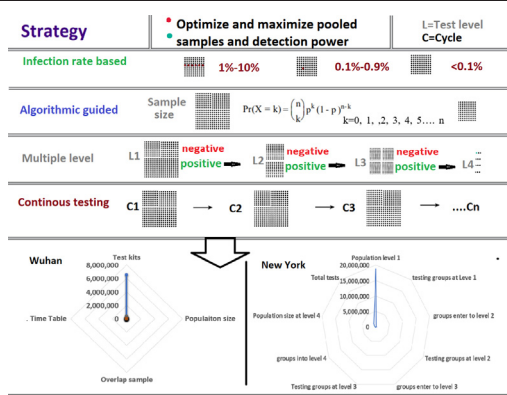 Strategy
• Optimize and maximize pooled
• samples and detection power
L=Test level
C=Cycle
Infection rate based
1%-10%
0.1%-0.9%
<0.1%
Algorithmic guided
Sample
size
Pr(X = k) = (n k) p^k (1 - p)^n-k
k=0, 1, ,2, 3, 4, 5.... n
Multiple level
L1
negative
positive
L2
negative
positive
L3
negative
positive
L4
Continous testing
C1
C2
C3
....Cn
Wuhan
Test kits
8,000,000
6,000,000
4,000,000
2,000,000
0
. Time Table
Populaiton size
Overlap sample
New York
Population level 1
20,000,000
15,000,000
10,000,000
5,000,000
0
Total tests
testing groups at Leve 1
Population size at level 4
groups enter to level 2
groups into level 4
Testing groups at level 2
Testing groups at level 3
groups enter to level 3